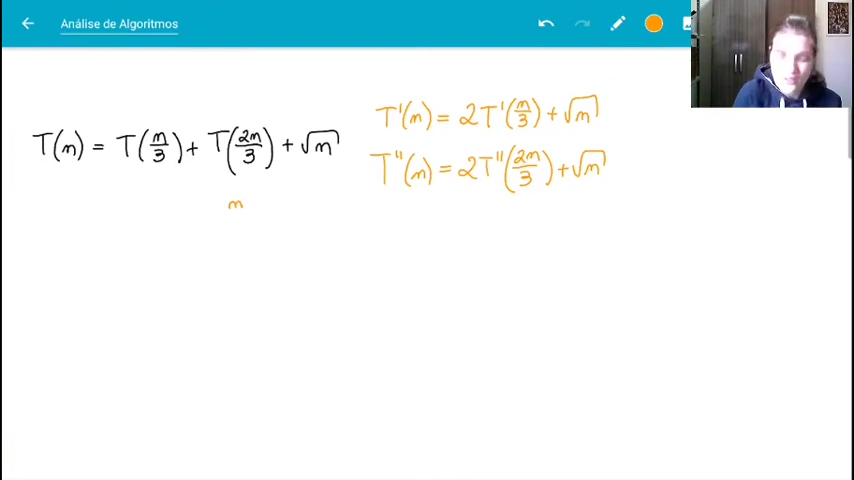 Análise de Algoritmos
T(n) = T(n/3) + T(2n/3) + √n
T'(n) = 2T'(n/3) + √n
T''(n) = 2T''(2n/3) + √n
n